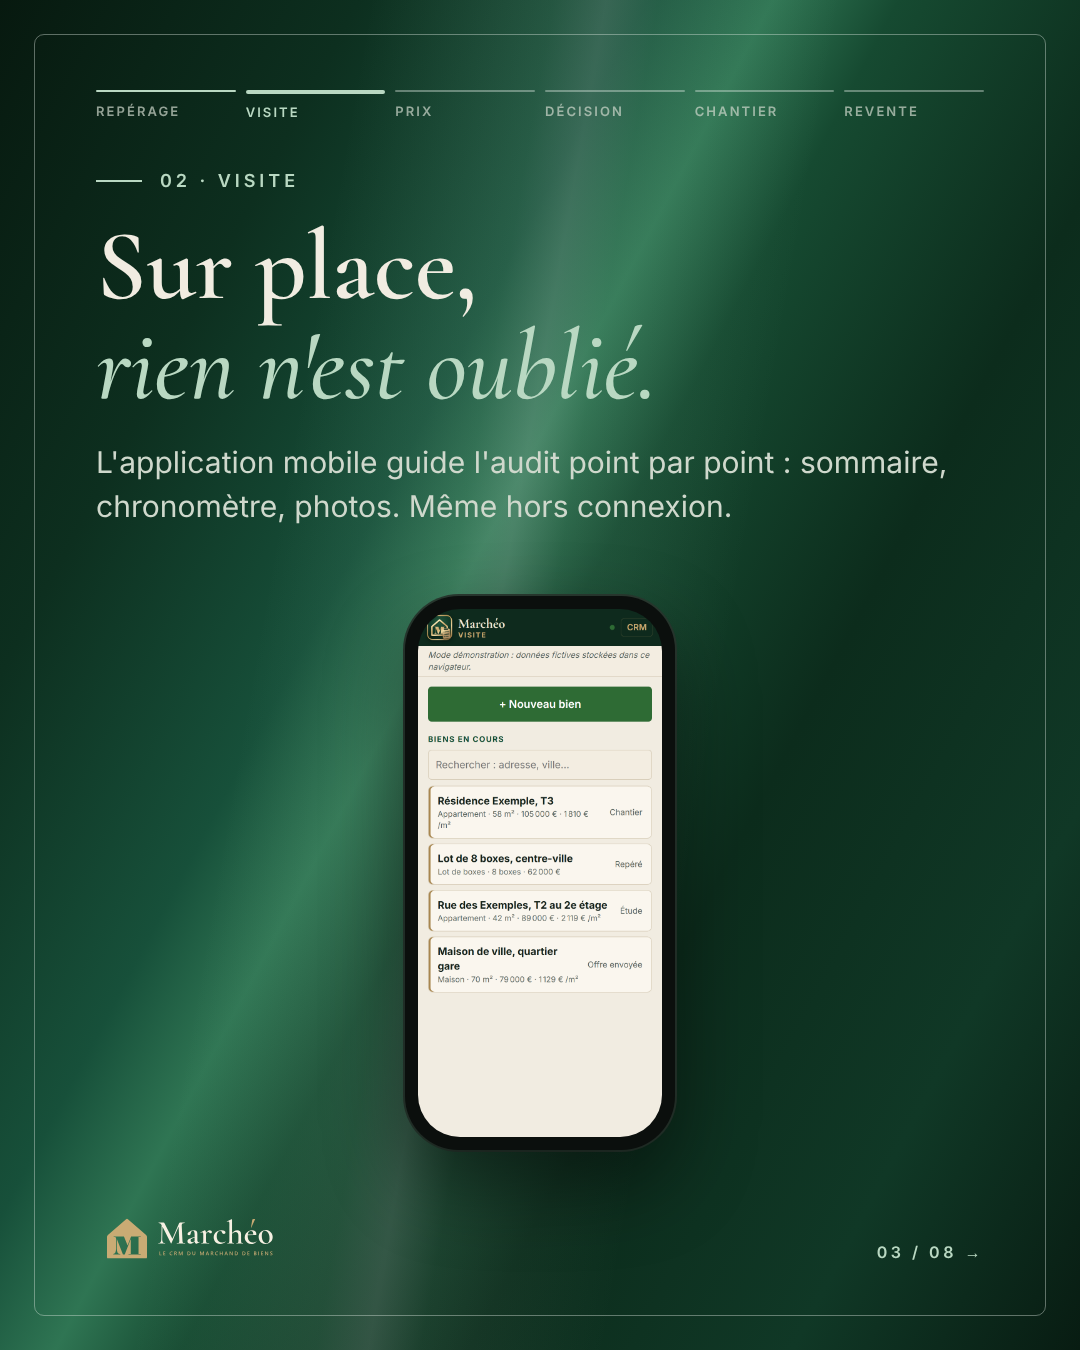 REPÉRAGE VISITE PRIX DÉCISION CHANTIER REVENTE
02 · VISITE
Sur place,
rien n'est oublié.
L'application mobile guide l'audit point par point : sommaire,
chronomètre, photos. Même hors connexion.
Marchéo
VISITE
CRM
Mode démonstration : données fictives stockées dans ce
navigateur.
+ Nouveau bien
BIENS EN COURS
Rechercher : adresse, ville...
Résidence Exemple, T3
Appartement · 58 m² · 105 000 € · 1 810 €
/m²
Chantier
Lot de 8 boxes, centre-ville
Lot de boxes · 8 boxes · 62 000 €
Repéré
Rue des Exemples, T2 au 2e étage
Appartement · 42 m² · 89 000 € · 2 119 € /m²
Étude
Maison de ville, quartier
gare
Maison · 70 m² · 79 000 € · 1 129 € /m²
Offre envoyée
M
Marchéo
LE CRM DU MARCHAND DE BIENS
03 / 08 →